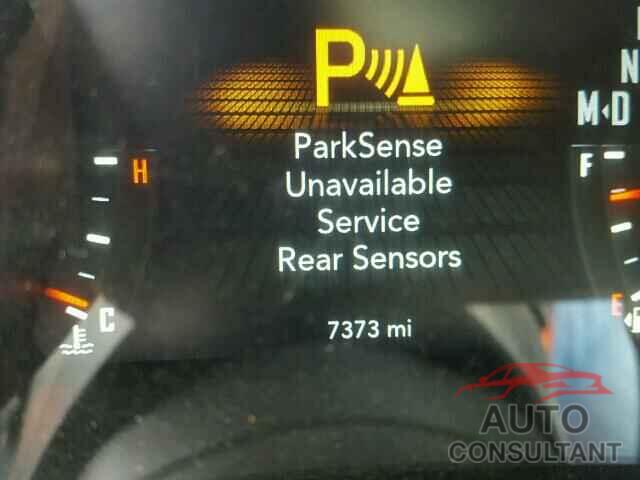 P
N
M◂D
ParkSense
Unavailable
Service
Rear Sensors
H
F
C
E
7373 mi
AUTO
CONSULTANT